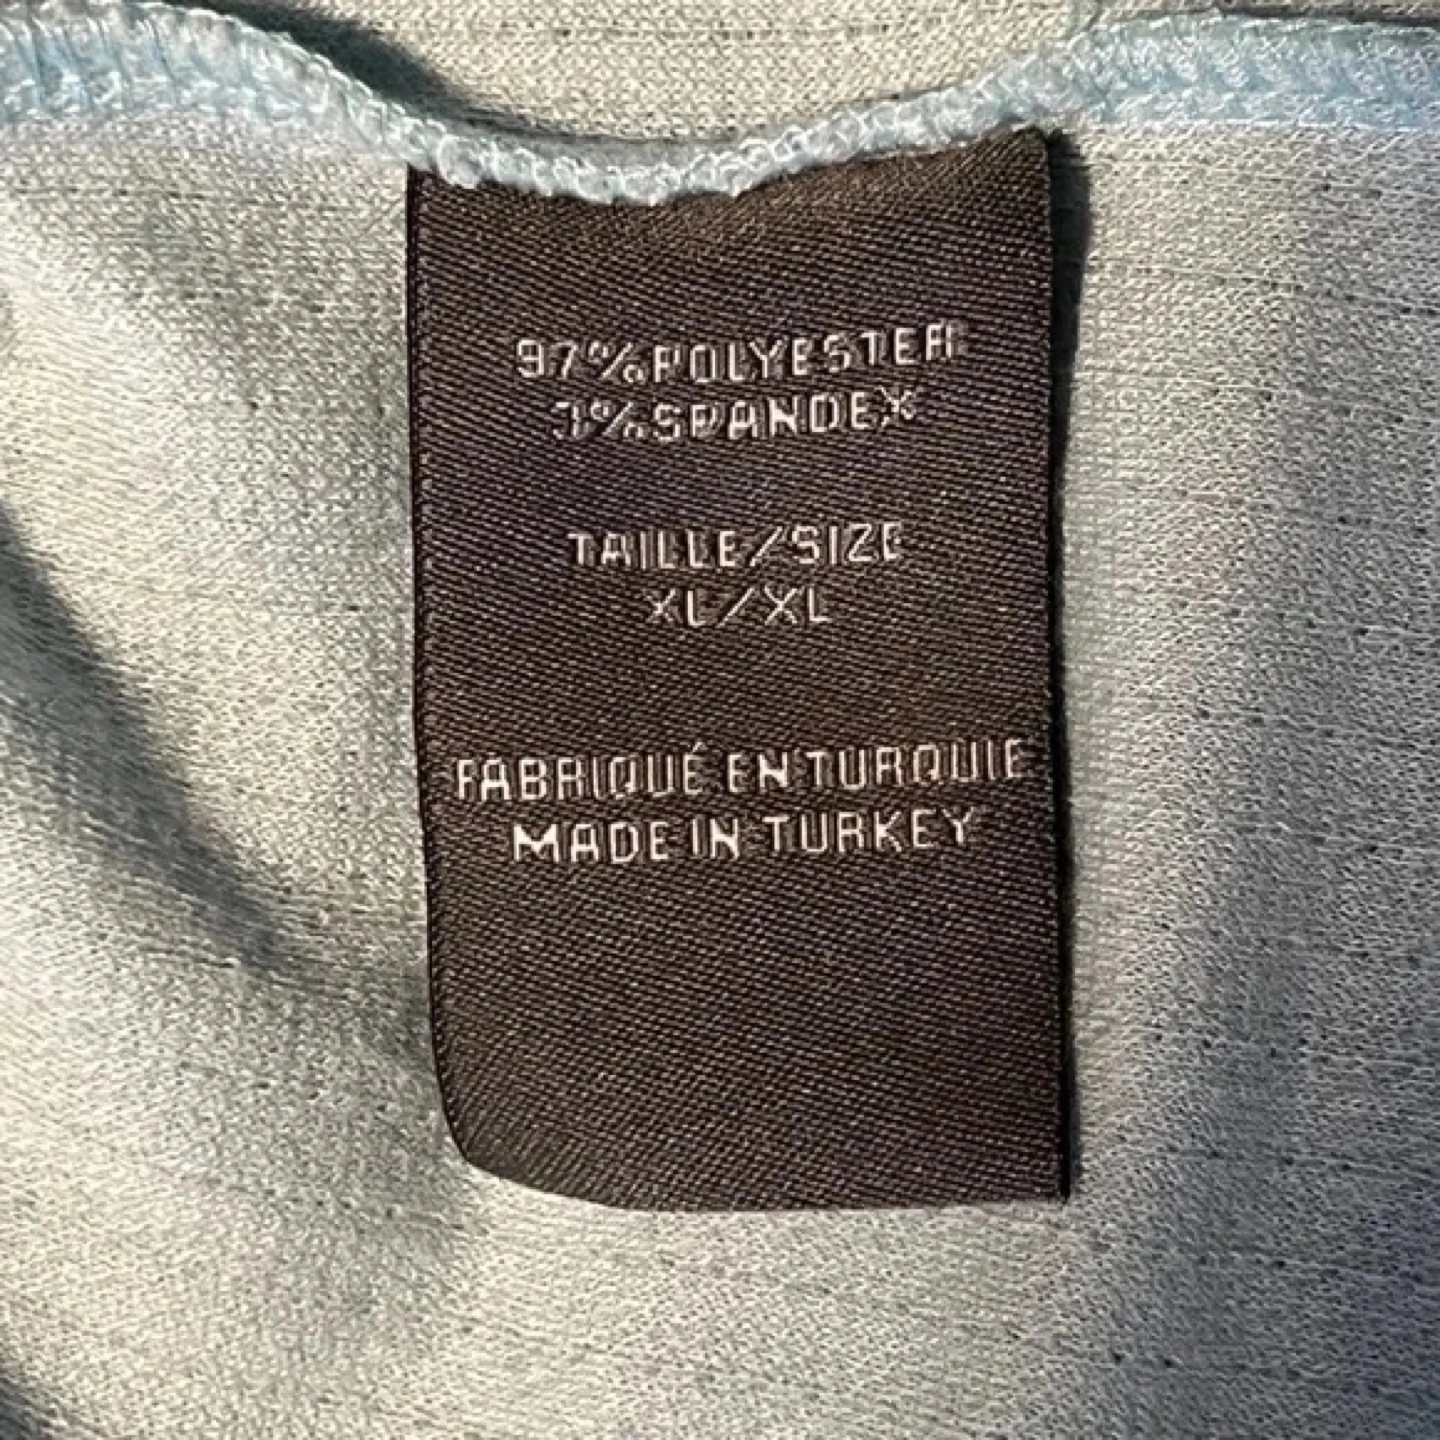 97%POLYESTER
3%SPANDEX
TAILLE/SIZE
XL/XL
FABRIQUÉ EN TURQUIE
MADE IN TURKEY